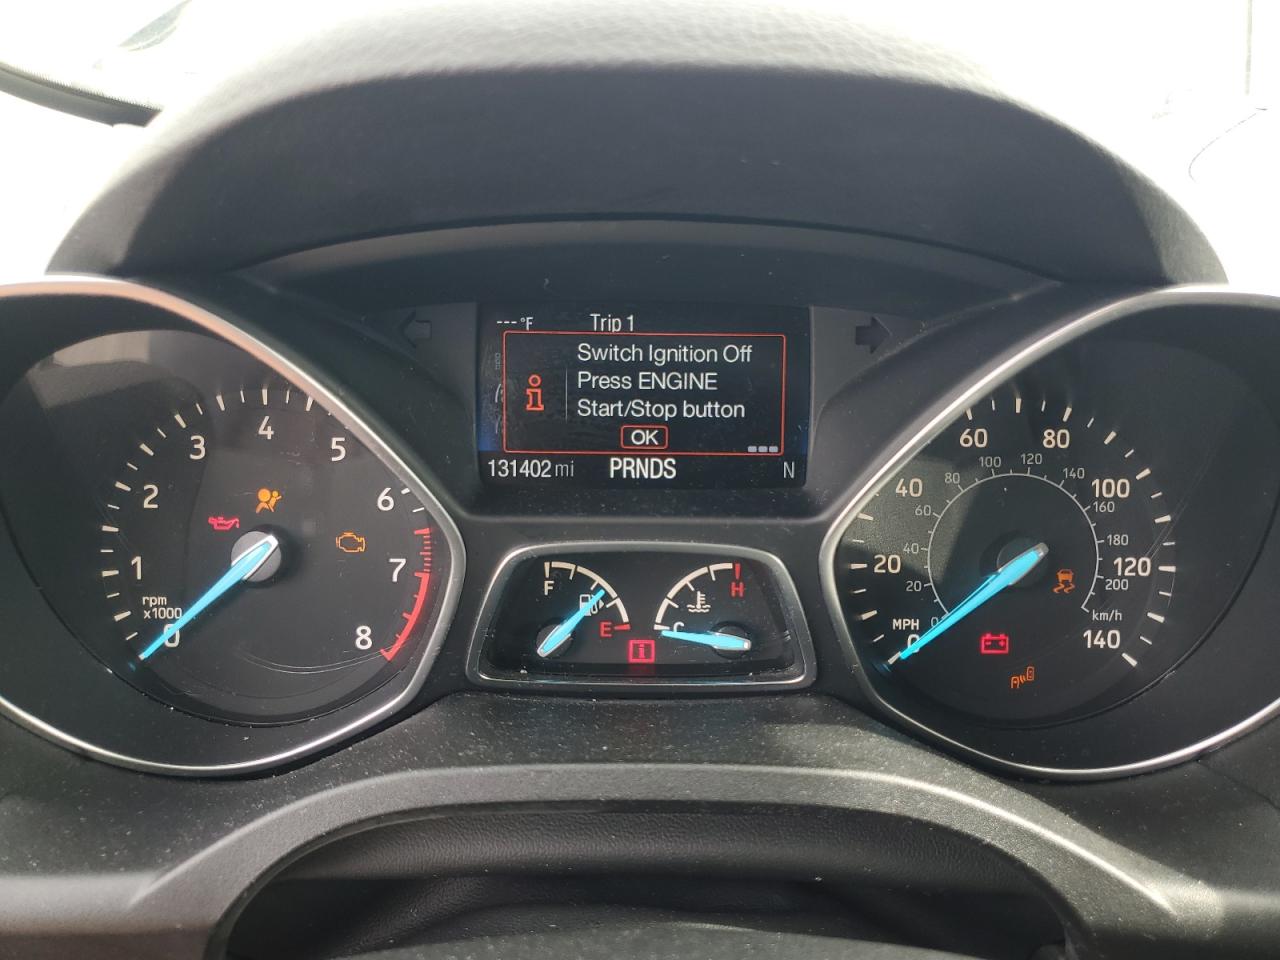 ---°F Trip 1
Switch Ignition Off
Press ENGINE
Start/Stop button
OK
131402 mi PRNDS N
0 1 2 3 4 5 6 7 8
rpm
x1000
F E
C H
0 20 40 60 80 100 120 140
MPH
0 20 40 60 80 100 120 140 160 180 200
km/h